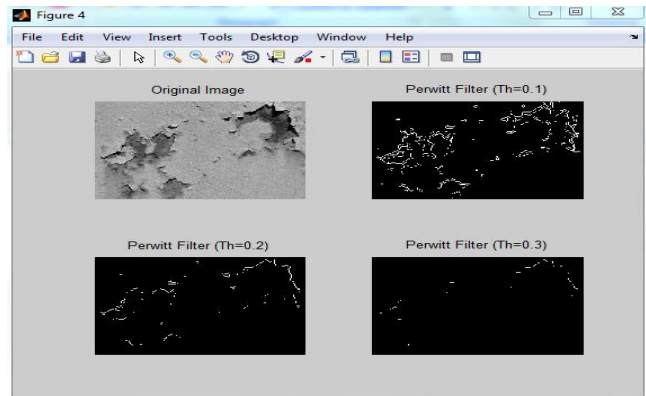 Figure 4
File Edit View Insert Tools Desktop Window Help
Original Image
Perwitt Filter (Th=0.1)
Perwitt Filter (Th=0.2)
Perwitt Filter (Th=0.3)